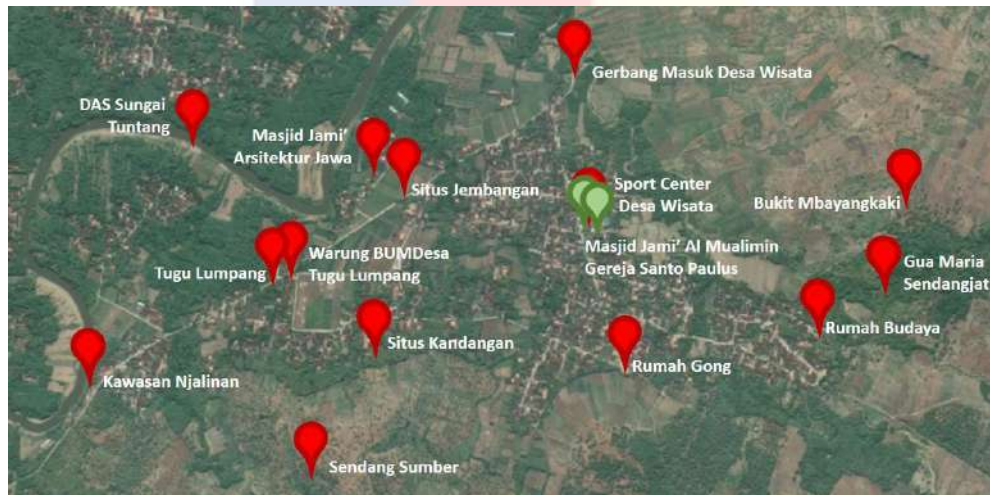 Gerbang Masuk Desa Wisata
DAS Sungai
Tuntang
Masjid Jami’
Arsitektur Jawa
Situs Jembangan
Sport Center
Desa Wisata
Bukit Mbayangkaki
Masjid Jami’ Al Mualimin
Gereja Santo Paulus
Warung BUMDesa
Tugu Lumpang
Tugu Lumpang
Gua Maria
Sendangjat
Rumah Budaya
Situs Kandangan
Rumah Gong
Kawasan Njalinan
Sendang Sumber